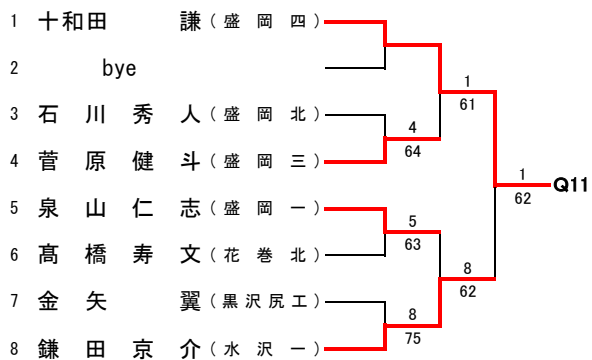 1 十和田 謙 (盛岡四)
2 bye
3 石川秀人 (盛岡北)
4 菅原健斗 (盛岡三)
5 泉山仁志 (盛岡一)
6 髙橋寿文 (花巻北)
7 金矢 翼 (黒沢尻工)
8 鎌田京介 (水沢一)
4
64
5
63
8
75
1
61
8
62
1
62
Q11